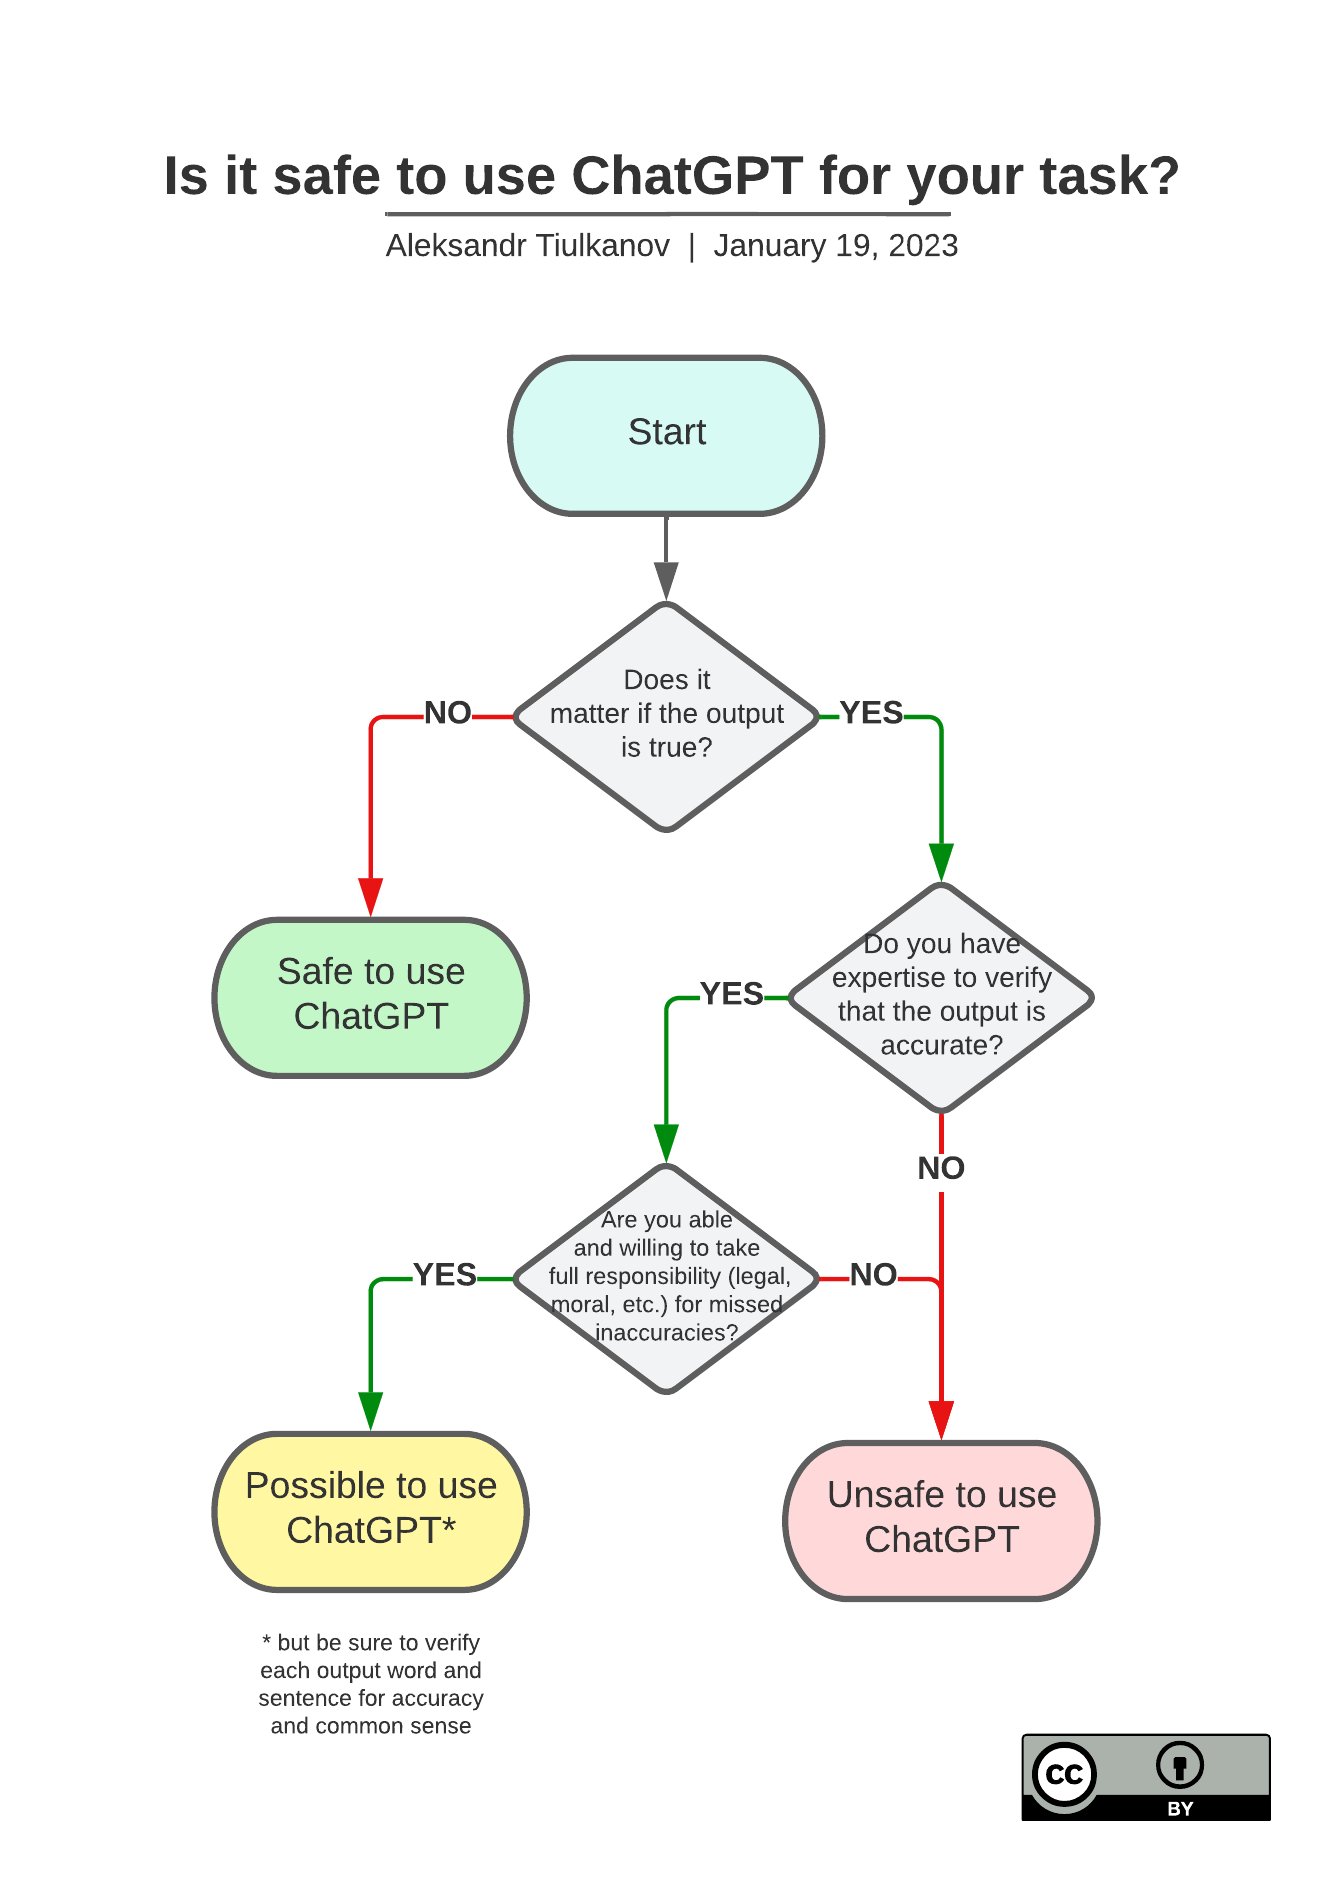 Is it safe to use ChatGPT for your task?
Aleksandr Tiulkanov | January 19, 2023
Start
Does it
matter if the output
is true?
NO
YES
Safe to use
ChatGPT
Do you have
expertise to verify
that the output is
accurate?
YES
NO
Are you able
and willing to take
full responsibility (legal,
moral, etc.) for missed
inaccuracies?
YES
NO
Possible to use
ChatGPT*
Unsafe to use
ChatGPT
* but be sure to verify
each output word and
sentence for accuracy
and common sense
CC
BY